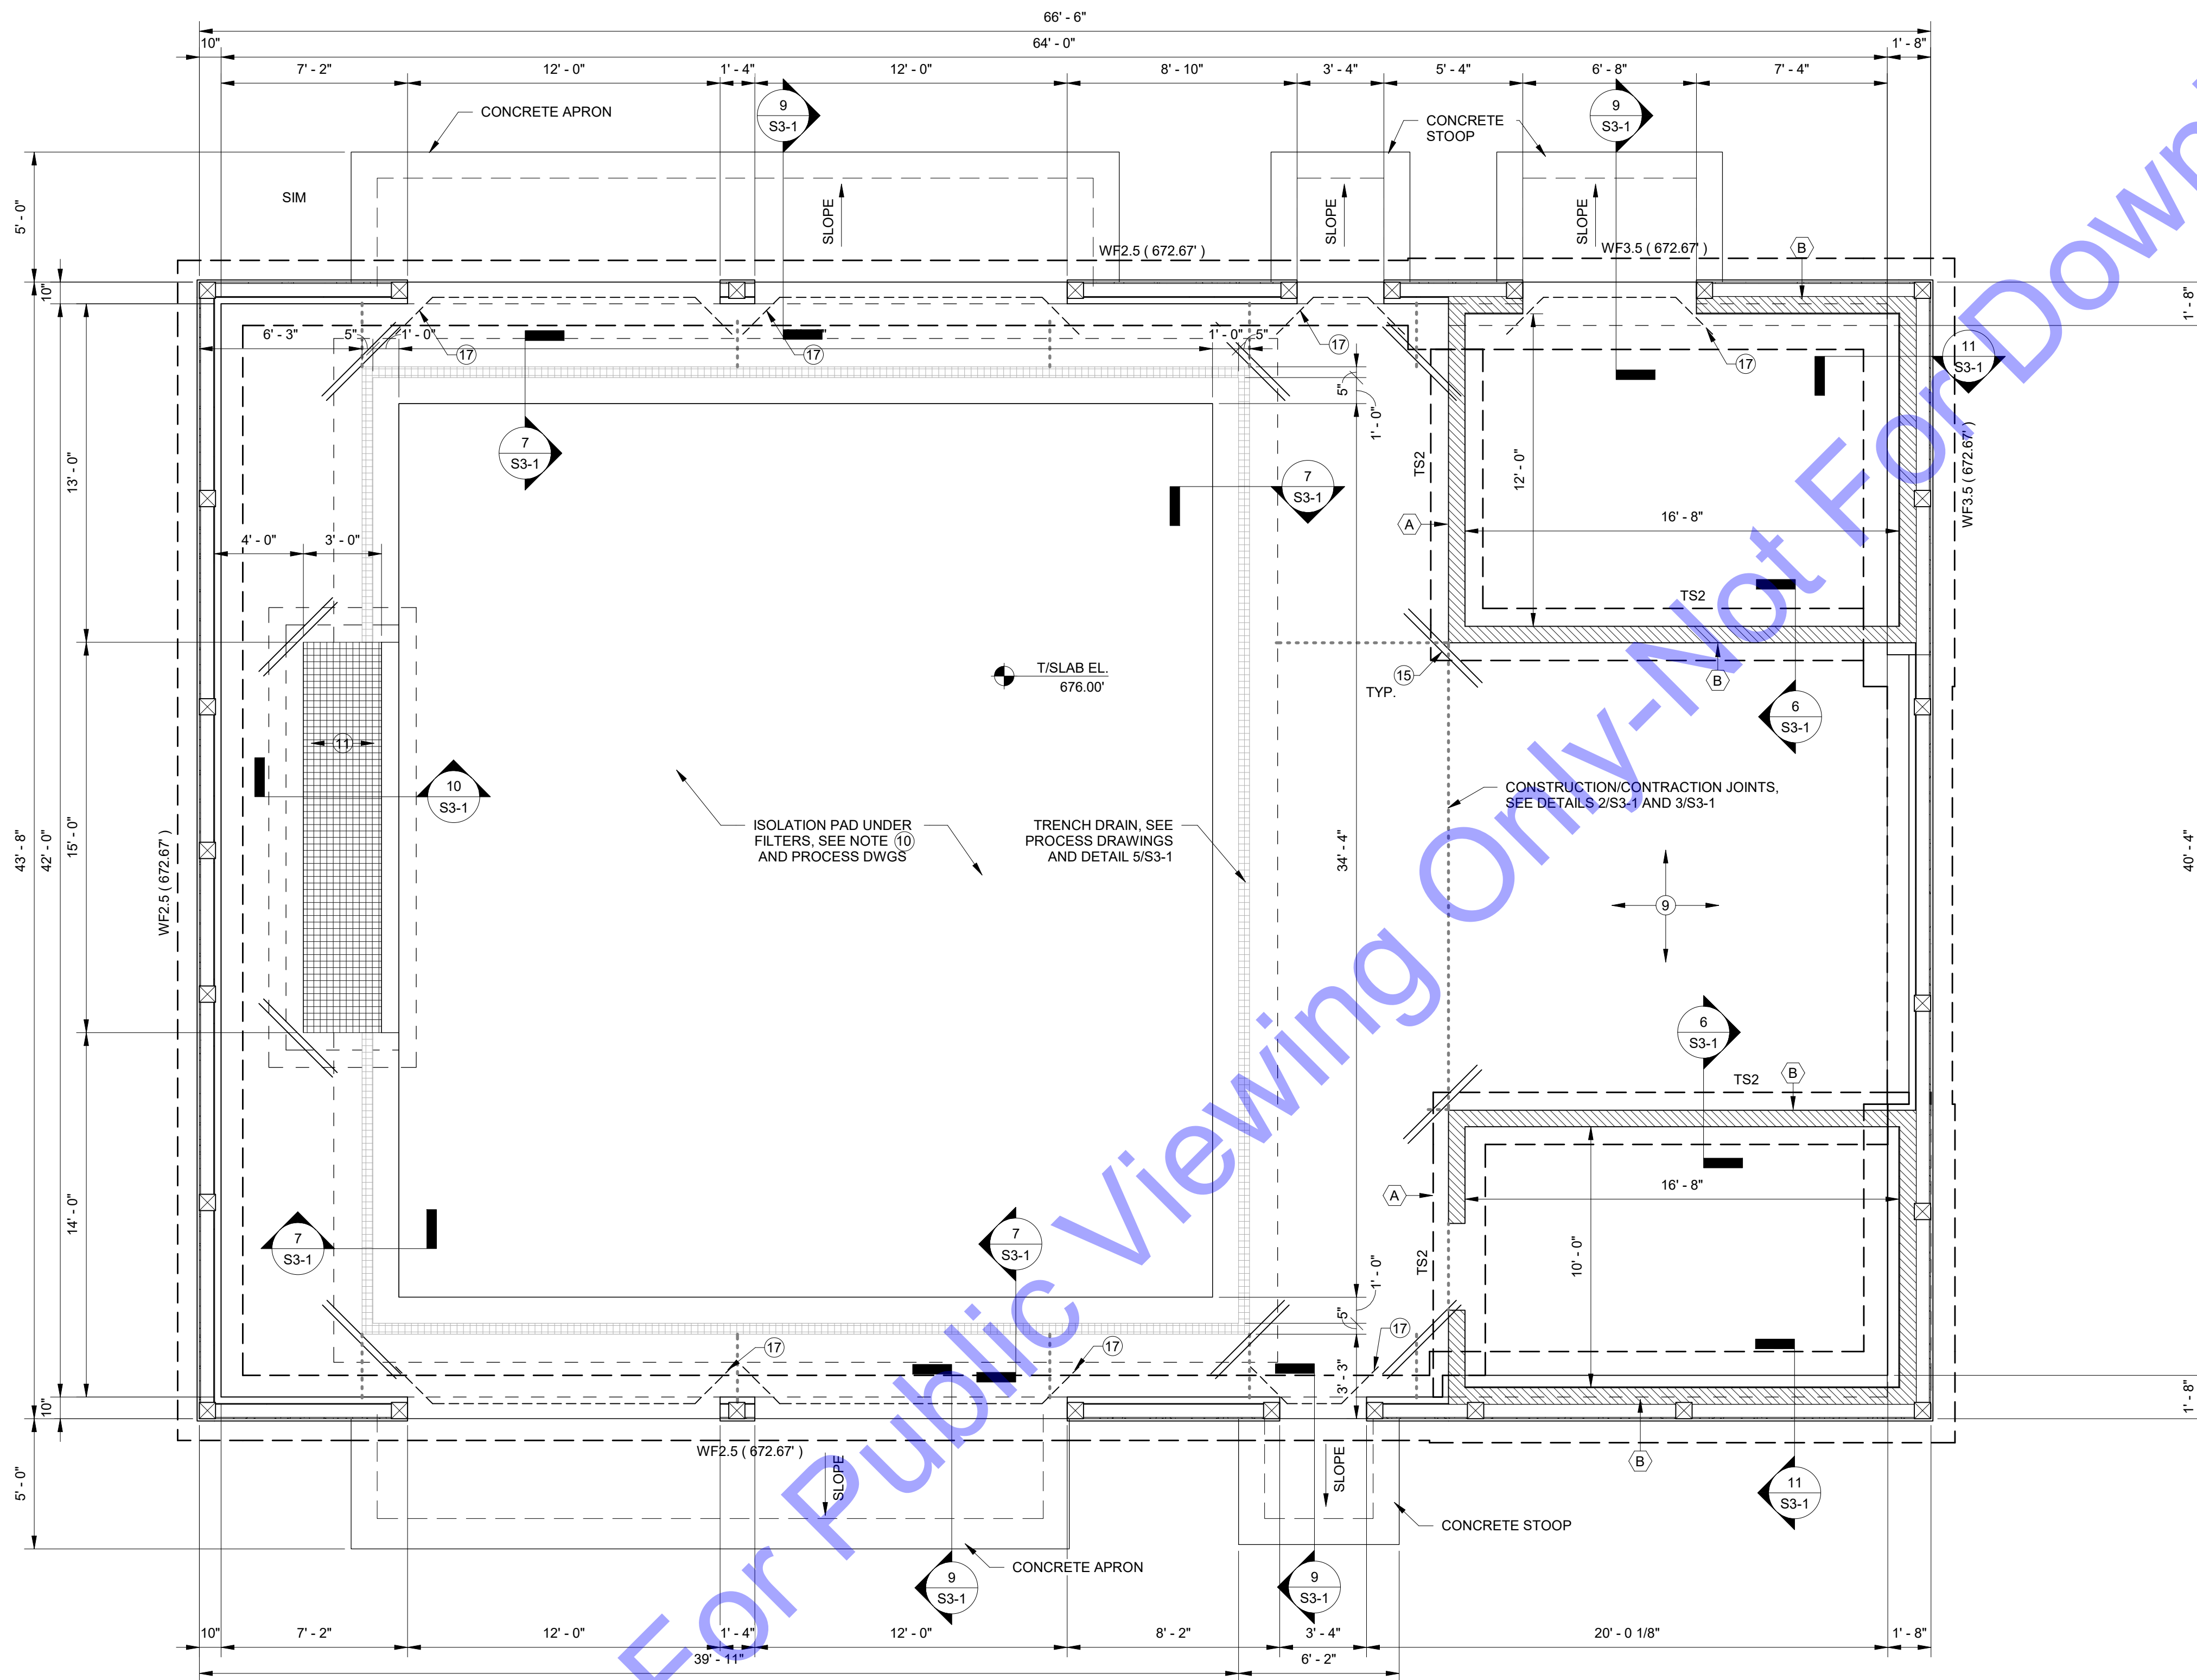 66' - 6"
10"
64' - 0"
1' - 8"
7' - 2"
12' - 0"
1' - 4"
12' - 0"
8' - 10"
3' - 4"
5' - 4"
6' - 8"
7' - 4"
CONCRETE APRON
9
S3-1
CONCRETE
STOOP
9
S3-1
5' - 0"
SIM
SLOPE
SLOPE
SLOPE
WF2.5 ( 672.67' )
WF3.5 ( 672.67' )
B
10"
1' - 8"
6' - 3"
5"
1' - 0"
17
17
1' - 0"
5"
17
17
11
S3-1
5"
1' - 0"
7
S3-1
7
S3-1
13' - 0"
TS2
12' - 0"
A
16' - 8"
WF3.5 ( 672.67' )
4' - 0"
3' - 0"
TS2
T/SLAB EL.
676.00'
15
TYP.
B
6
S3-1
11
10
S3-1
CONSTRUCTION/CONTRACTION JOINTS,
SEE DETAILS 2/S3-1 AND 3/S3-1
ISOLATION PAD UNDER
FILTERS, SEE NOTE 10
AND PROCESS DWGS
TRENCH DRAIN, SEE
PROCESS DRAWINGS
AND DETAIL 5/S3-1
43' - 8"
42' - 0"
15' - 0"
WF2.5 ( 672.67' )
34' - 4"
40' - 4"
9
6
S3-1
TS2
B
14' - 0"
A
16' - 8"
7
S3-1
7
S3-1
TS2
10' - 0"
1' - 0"
5"
3' - 3"
17
17
17
10"
1' - 8"
WF2.5 ( 672.67' )
SLOPE
SLOPE
B
11
S3-1
5' - 0"
CONCRETE STOOP
CONCRETE APRON
9
S3-1
9
S3-1
10"
7' - 2"
12' - 0"
1' - 4"
12' - 0"
8' - 2"
3' - 4"
20' - 0 1/8"
1' - 8"
39' - 11"
6' - 2"
For Public Viewing Only-Not For Down